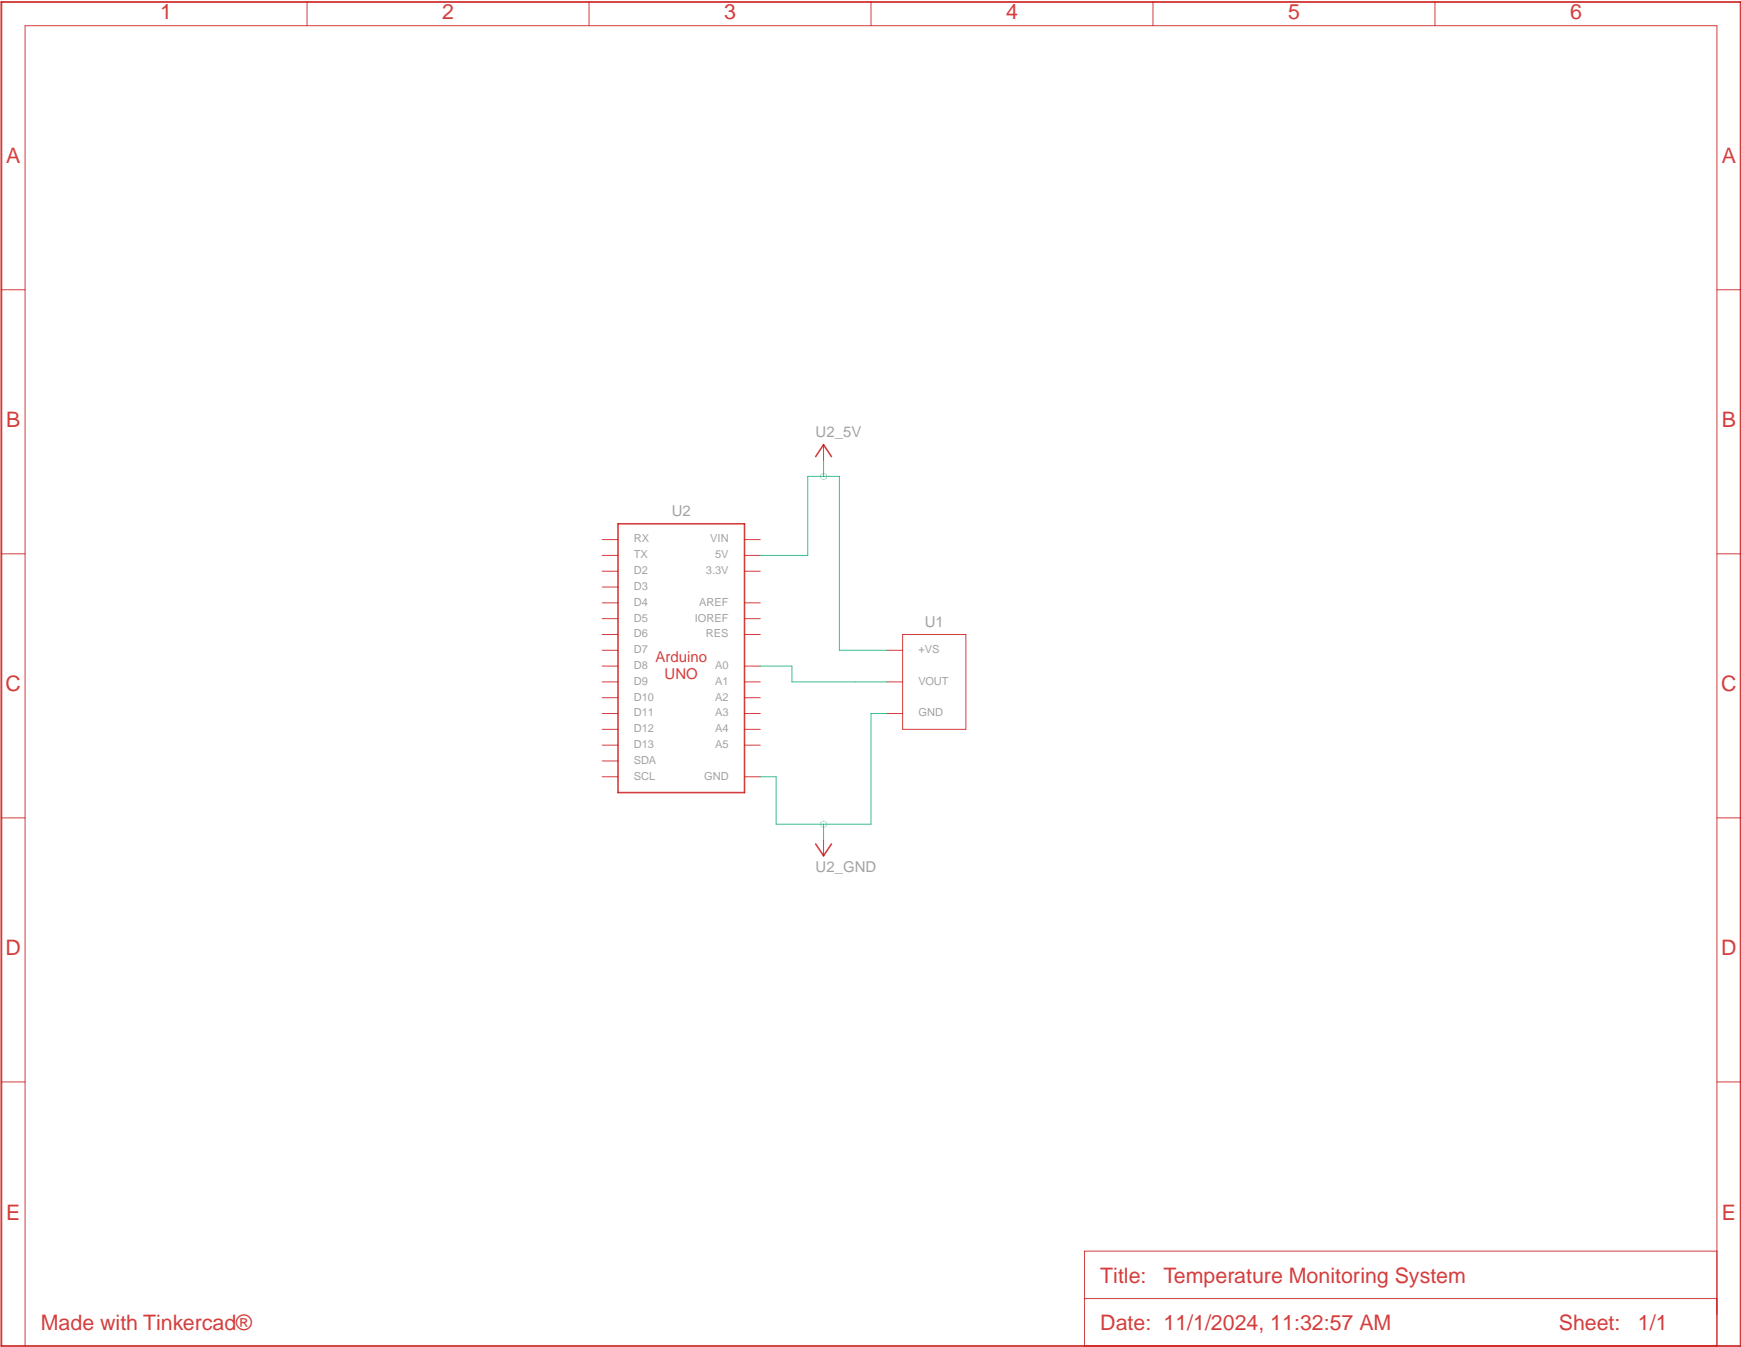 1 2 3 4 5 6
A A
B B
U2_5V
U2
RX VIN
TX 5V
D2 3.3V
D3
D4 AREF
D5 IOREF
D6 RES
D7
Arduino
UNO
D8 A0
D9 A1
D10 A2
D11 A3
D12 A4
D13 A5
SDA
SCL GND
U1
+VS
VOUT
GND
C C
U2_GND
D D
E E
Title: Temperature Monitoring System
Made with Tinkercad®
Date: 11/1/2024, 11:32:57 AM Sheet: 1/1